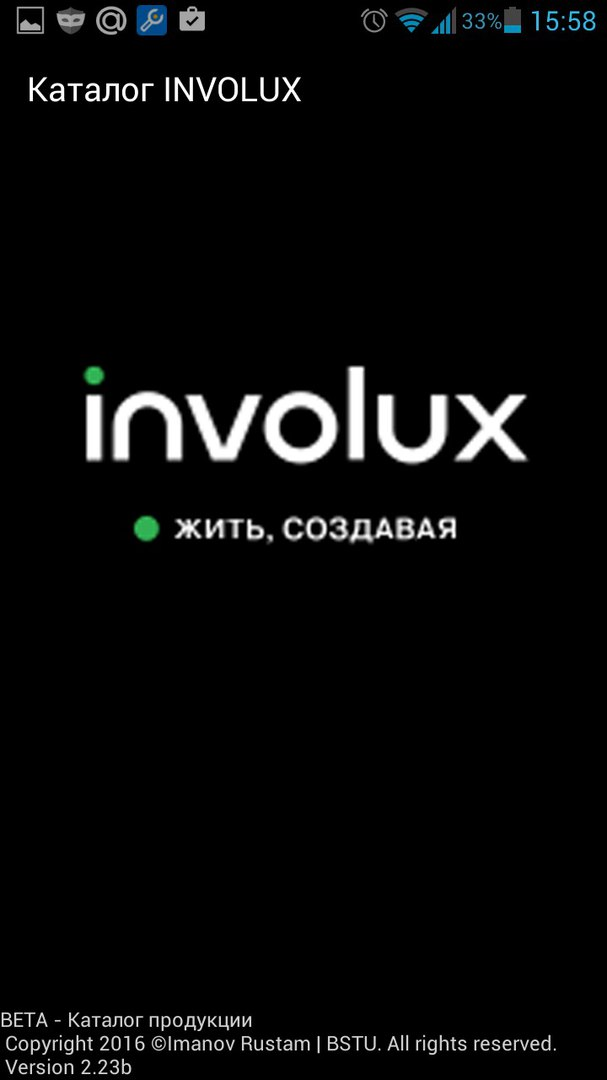 33% 15:58
Каталог INVOLUX
involux
ЖИТЬ, СОЗДАВАЯ
BETA - Каталог продукции
Copyright 2016 ©Imanov Rustam | BSTU. All rights reserved.
Version 2.23b